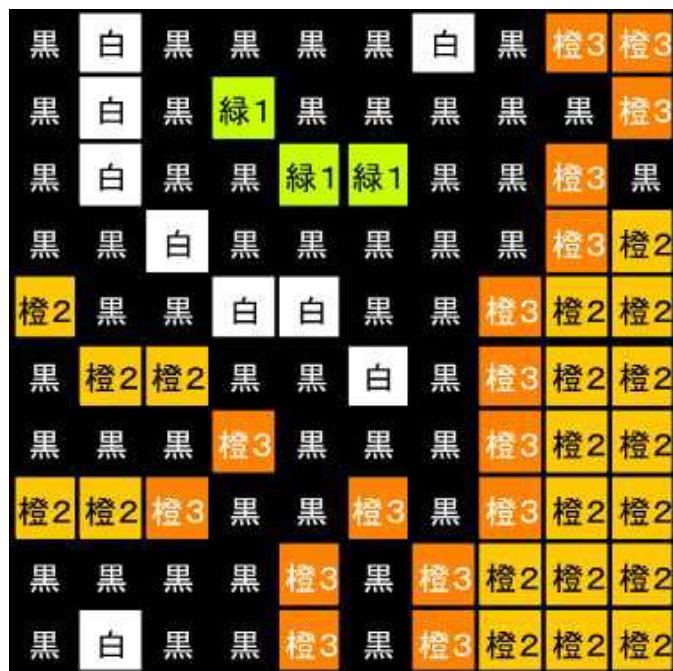 黒 白 黒 黒 黒 黒 白 黒 橙3 橙3
黒 白 黒 緑1 黒 黒 黒 黒 黒 橙3
黒 白 黒 黒 緑1 緑1 黒 黒 橙3 黒
黒 黒 白 黒 黒 黒 黒 黒 橙3 橙2
橙2 黒 黒 白 白 黒 黒 橙3 橙2 橙2
黒 橙2 橙2 黒 黒 白 黒 橙3 橙2 橙2
黒 黒 黒 橙3 黒 黒 黒 橙3 橙2 橙2
橙2 橙2 橙3 黒 黒 橙3 黒 橙3 橙2 橙2
黒 黒 黒 黒 橙3 黒 橙3 橙2 橙2 橙2
黒 白 黒 黒 橙3 黒 橙3 橙2 橙2 橙2